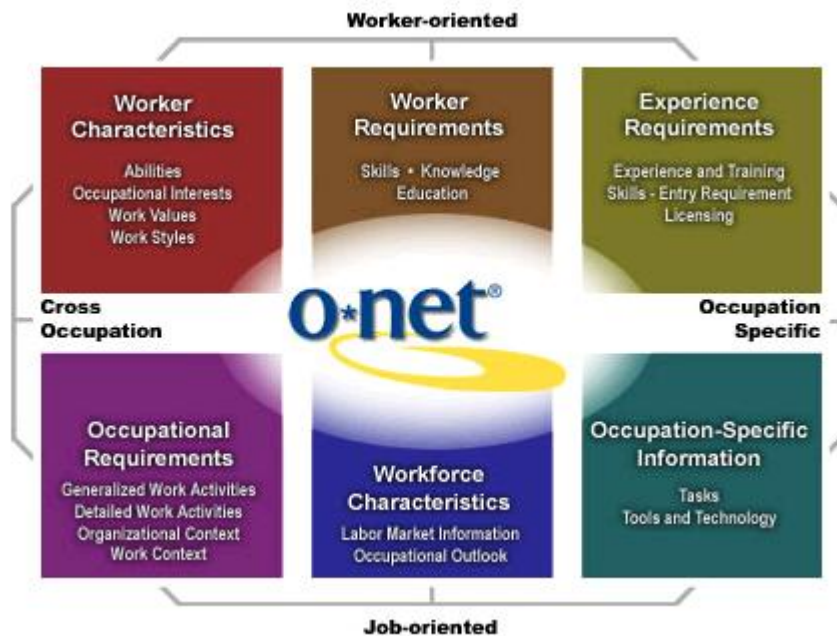 Worker-oriented
Worker
Characteristics
Abilities
Occupational Interests
Work Values
Work Styles
Worker
Requirements
Skills • Knowledge
Education
Experience
Requirements
Experience and Training
Skills - Entry Requirement
Licensing
Cross
Occupation
o*net®
Occupation
Specific
Occupational
Requirements
Generalized Work Activities
Detailed Work Activities
Organizational Context
Work Context
Workforce
Characteristics
Labor Market Information
Occupational Outlook
Occupation-Specific
Information
Tasks
Tools and Technology
Job-oriented